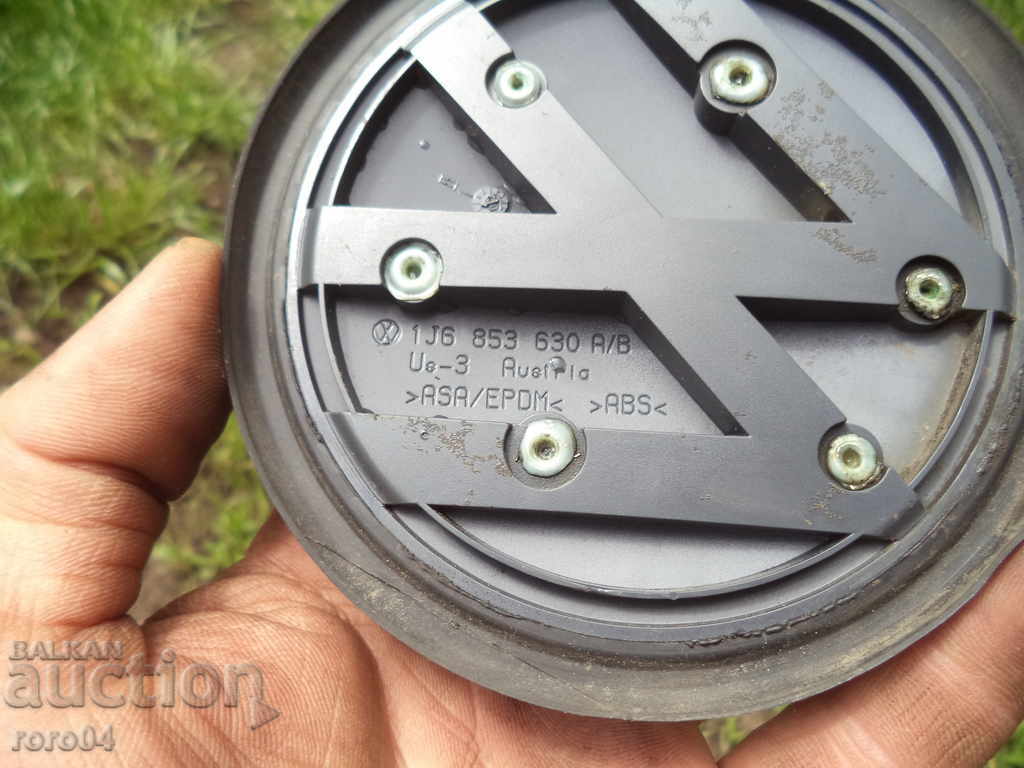 1J6 853 630 A/B
Us-3 Austria
>ASA/EPDM< >ABS<
BALKAN
auction
roro04